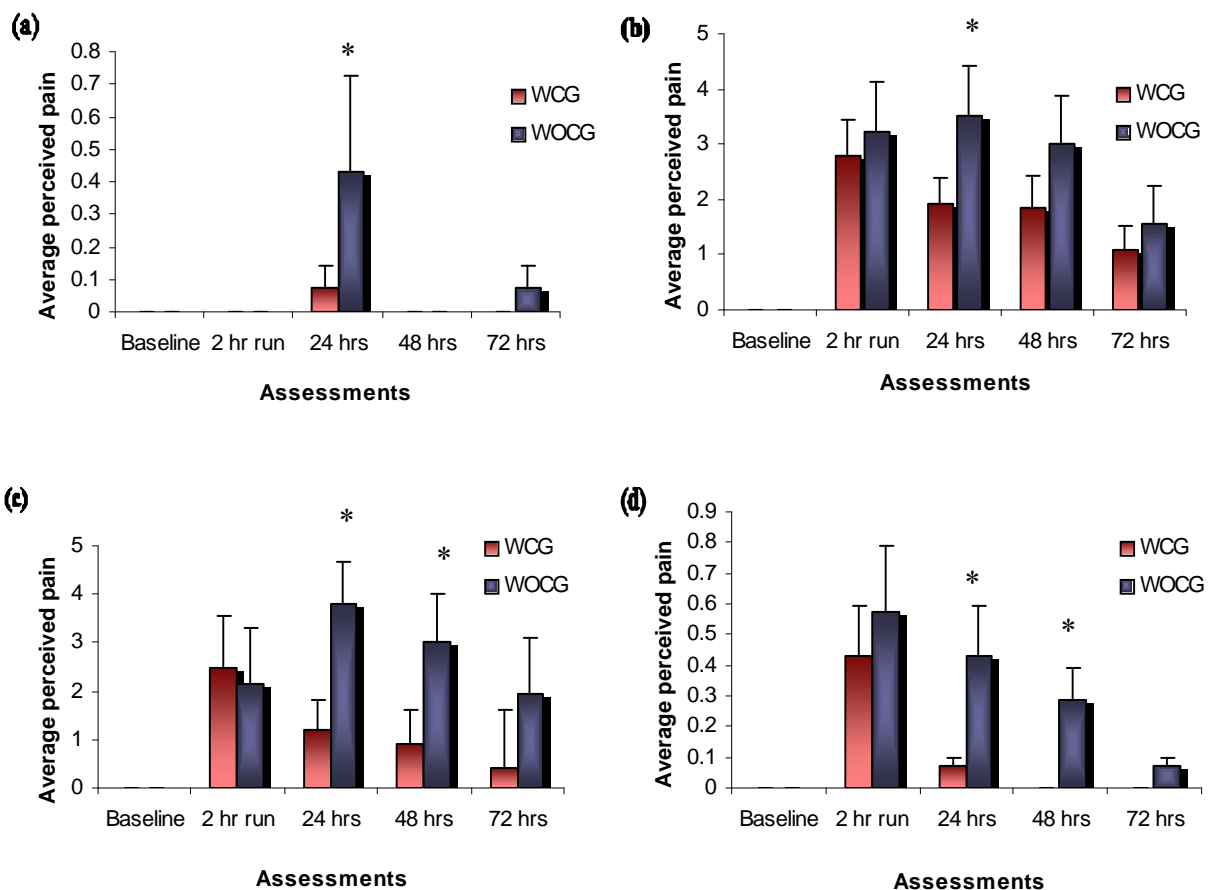 (a)
Average perceived pain
0.8
0.7
0.6
0.5
0.4
0.3
0.2
0.1
0
*
WCG
WOCG
Baseline 2 hr run 24 hrs 48 hrs 72 hrs
Assessments
(b)
Average perceived pain
5
4
3
2
1
0
*
WCG
WOCG
Baseline 2 hr run 24 hrs 48 hrs 72 hrs
Assessments
(c)
Average perceived pain
5
4
3
2
1
0
*
*
WCG
WOCG
Baseline 2 hr run 24 hrs 48 hrs 72 hrs
Assessments
(d)
Average perceived pain
0.9
0.8
0.7
0.6
0.5
0.4
0.3
0.2
0.1
0
*
*
WCG
WOCG
Baseline 2 hr run 24 hrs 48 hrs 72 hrs
Assessments